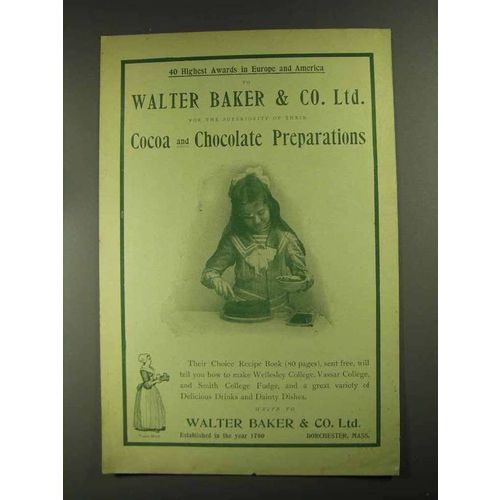 40 Highest Awards in Europe and America
TO
WALTER BAKER & CO. Ltd.
FOR THE SUPERIORITY OF THEIR
Cocoa and Chocolate Preparations
Their Choice Recipe Book (80 pages), sent free, will
tell you how to make Wellesley College, Vassar College,
and Smith College Fudge, and a great variety of
Delicious Drinks and Dainty Dishes.
WRITE TO
WALTER BAKER & CO. Ltd.
Established in the year 1780 DORCHESTER, MASS.